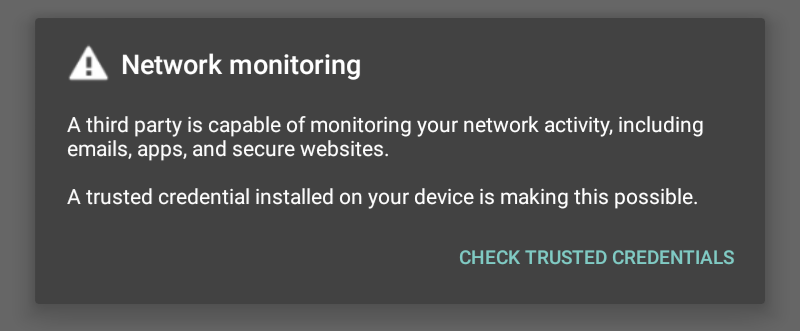 Network monitoring
A third party is capable of monitoring your network activity, including
emails, apps, and secure websites.
A trusted credential installed on your device is making this possible.
CHECK TRUSTED CREDENTIALS